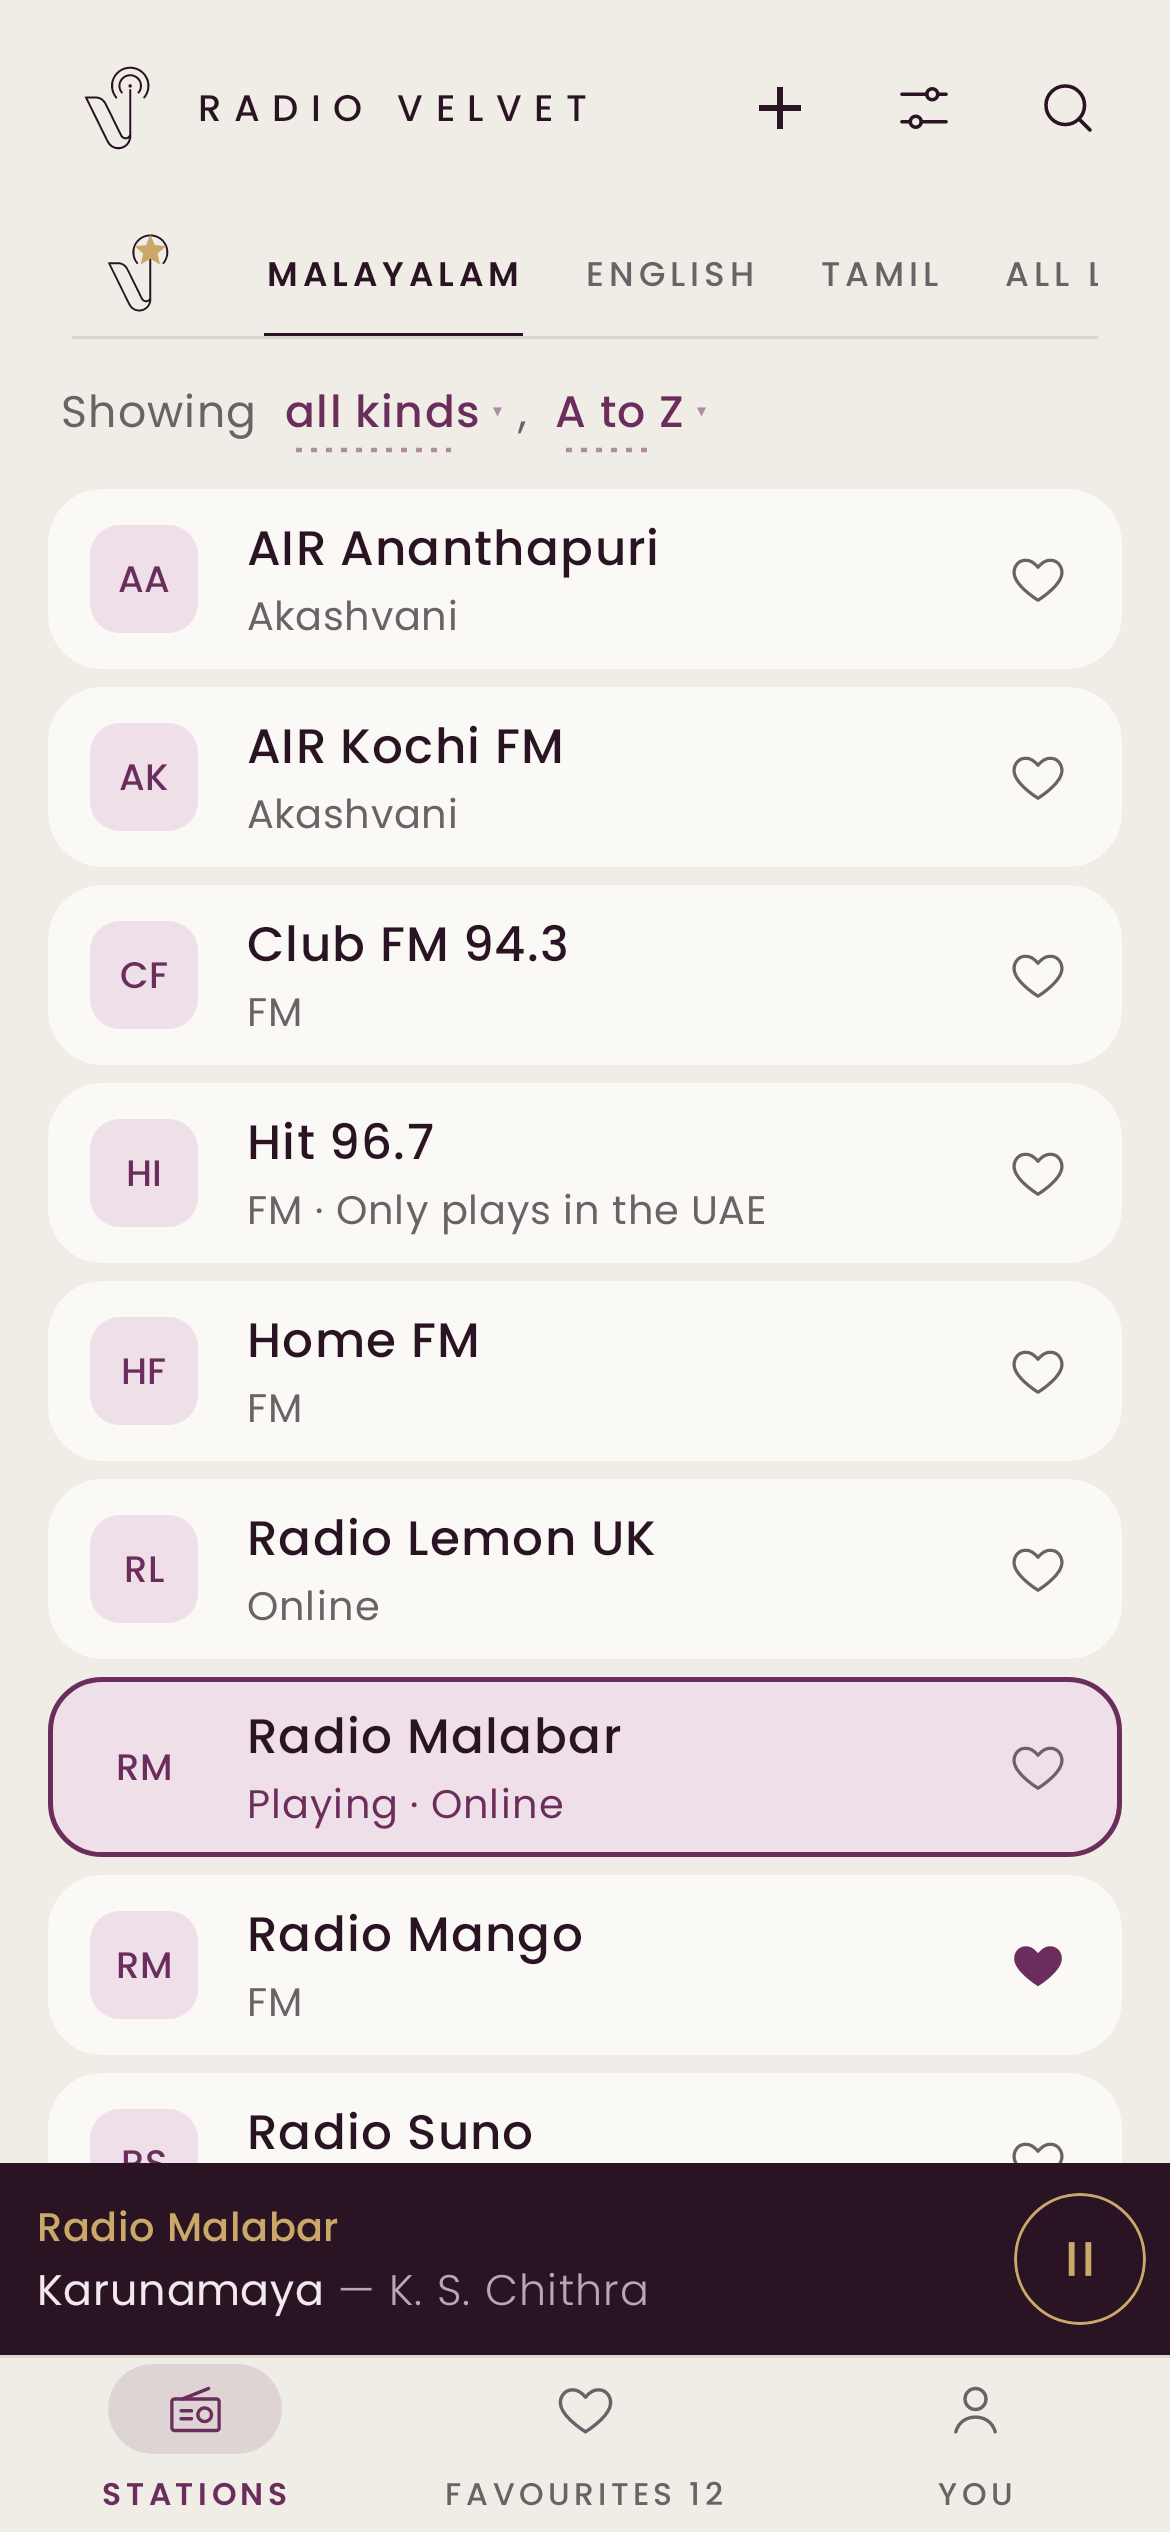 RADIO VELVET
MALAYALAM ENGLISH TAMIL ALL L
Showing all kinds ▾ , A to Z ▾
AA
AIR Ananthapuri
Akashvani
AK
AIR Kochi FM
Akashvani
CF
Club FM 94.3
FM
HI
Hit 96.7
FM · Only plays in the UAE
HF
Home FM
FM
RL
Radio Lemon UK
Online
RM
Radio Malabar
Playing · Online
RM
Radio Mango
FM
RS
Radio Suno
Radio Malabar
Karunamaya — K. S. Chithra
STATIONS FAVOURITES 12 YOU